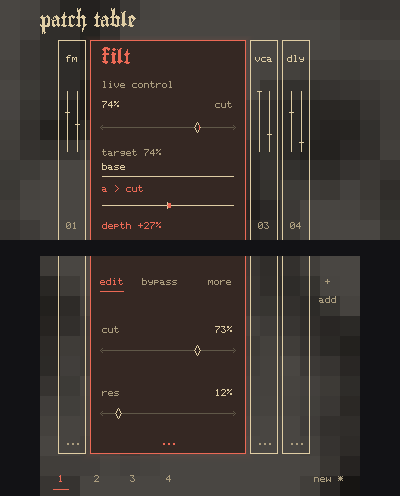 patch table
fm
filt
vca
dly
live control
74% cut
target 74%
base
a > cut
depth +27%
01
03
04
edit bypass more
+
add
cut 73%
res 12%
...
...
...
...
1 2 3 4
new *